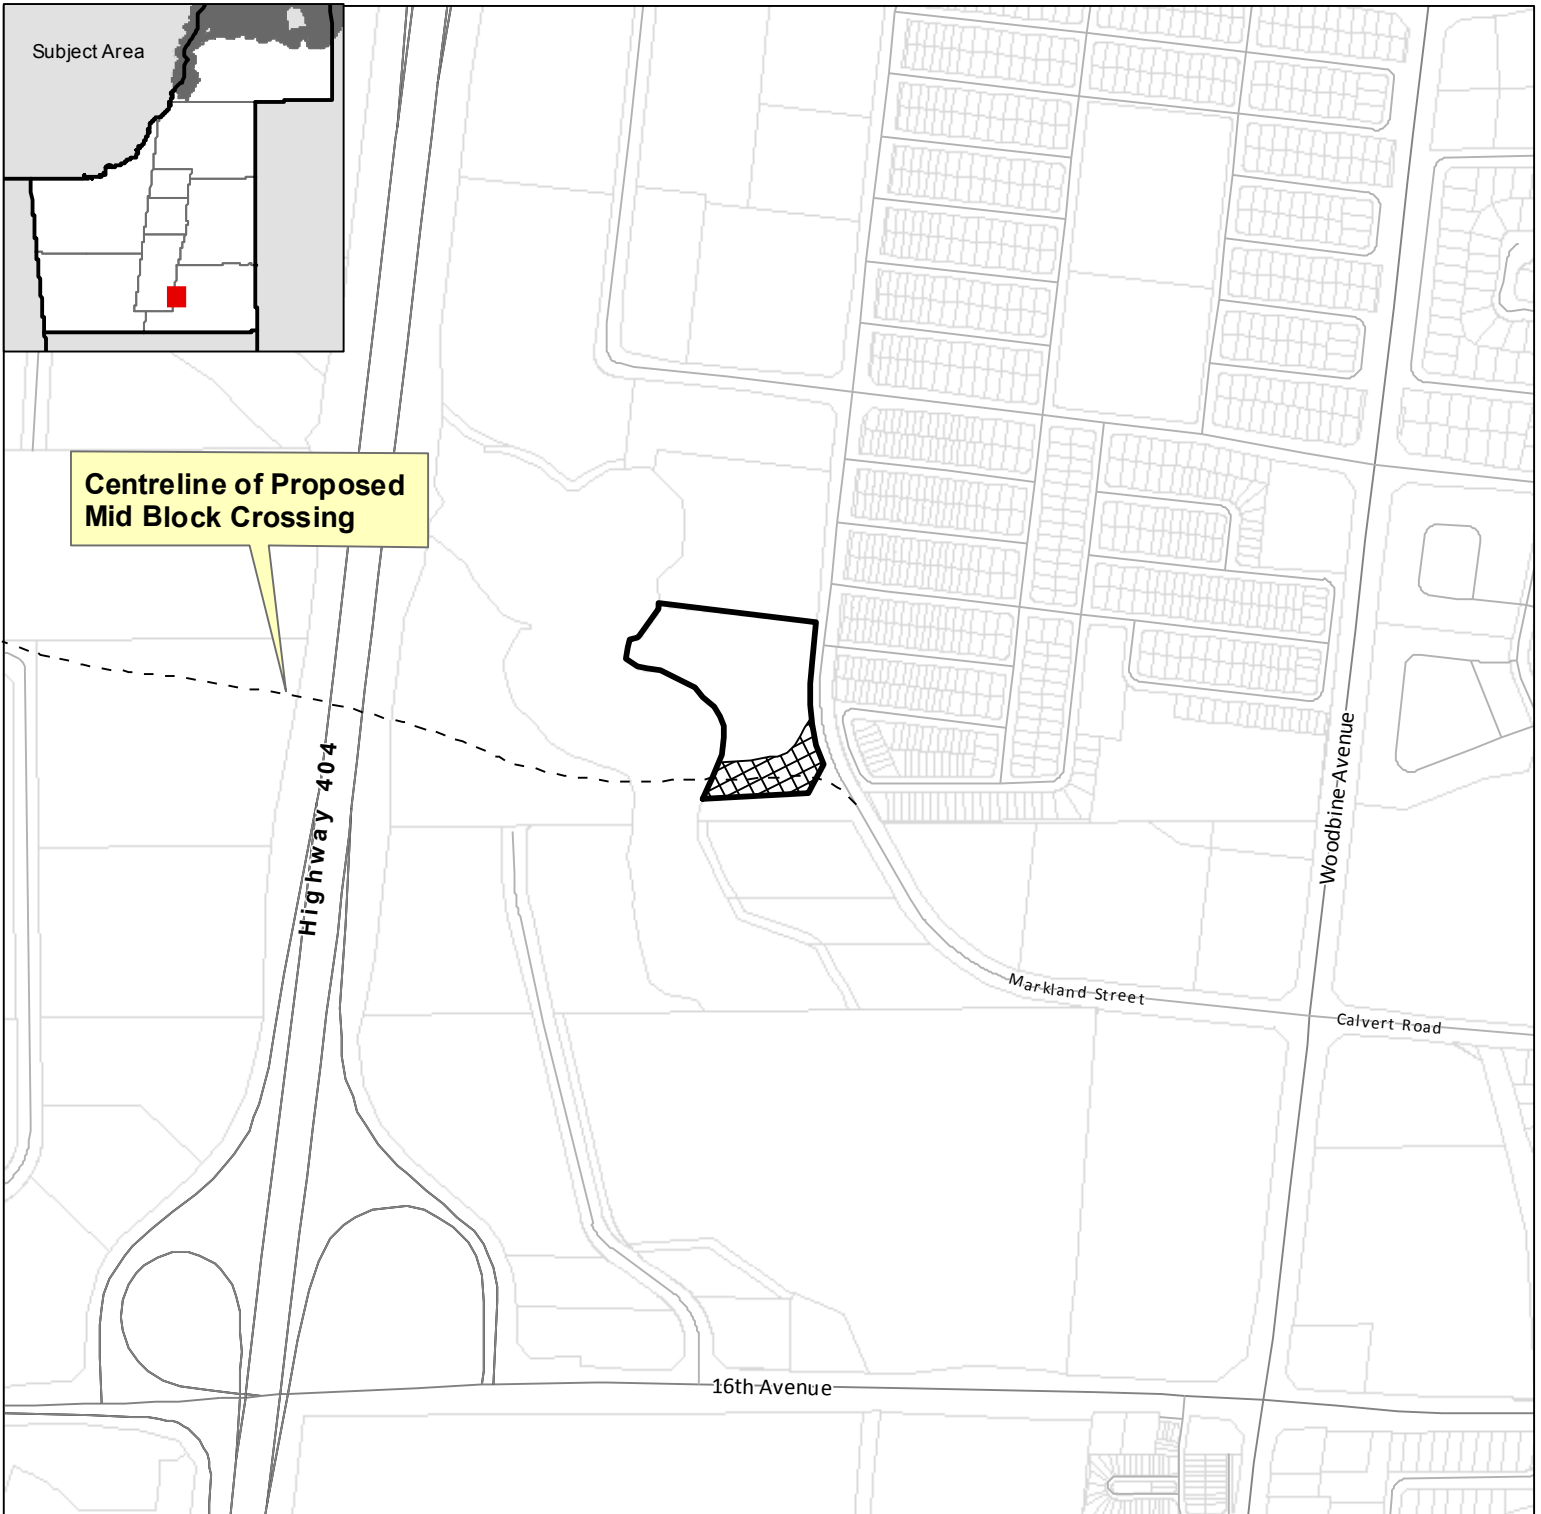 Subject Area
Centreline of Proposed
Mid Block Crossing
Highway 404
Woodbine Avenue
Markland Street
Calvert Road
16th Avenue